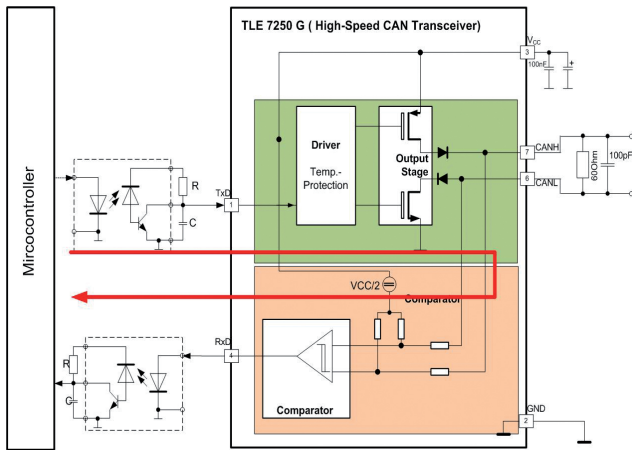 TLE 7250 G ( High-Speed CAN Transceiver)
VCC
3
100nF
+
Mircocontroller
Driver
Temp.-
Protection
Output
Stage
7
CANH
6
CANL
60Ohm
100pF
R
C
TxD
1
VCC/2
Comparator
RxD
4
R
C
Comparator
GND
2